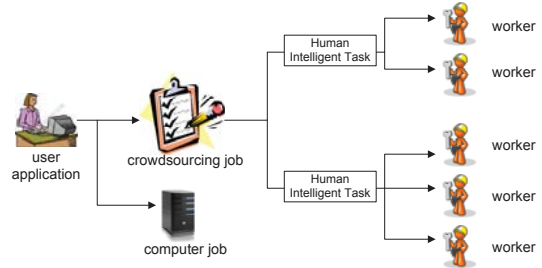 user
application
crowdsourcing job
computer job
Human
Intelligent Task
Human
Intelligent Task
worker
worker
worker
worker
worker